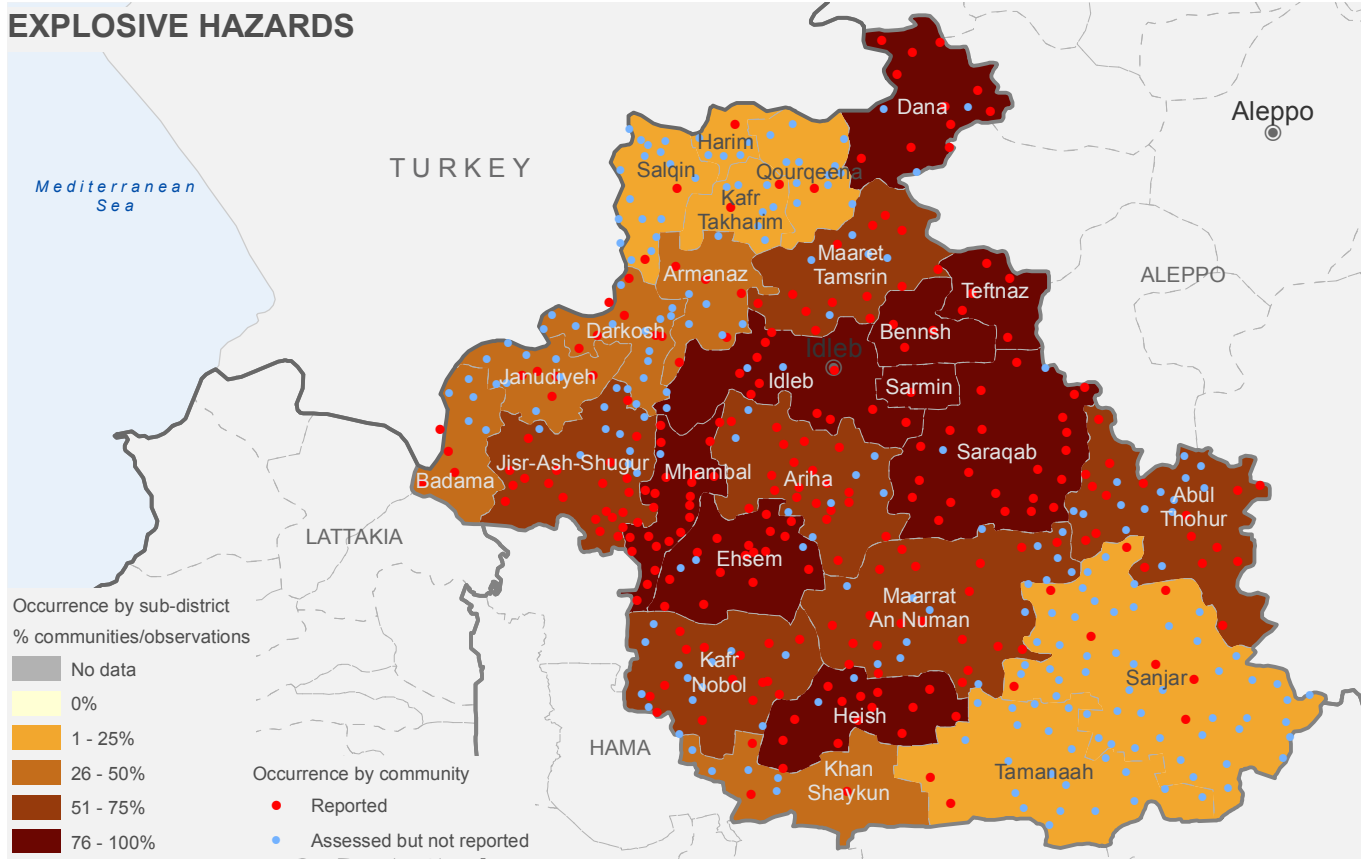 EXPLOSIVE HAZARDS
Dana
Aleppo
Harim
TURKEY
Salqin
Qourqeena
Mediterranean
Sea
Kafr
Takharim
Maaret
Tamsrin
Armanaz
ALEPPO
Teftnaz
Darkosh
Bennsh
Idleb
Janudiyeh
Idleb
Sarmin
Saraqab
Jisr-Ash-Shugur
Mhambal
Ariha
Badama
Abul
Thohur
LATTAKIA
Ehsem
Maarrat
An Numan
Occurrence by sub-district
% communities/observations
No data
0%
1 - 25%
26 - 50%
51 - 75%
76 - 100%
Kafr
Nobol
Sanjar
Heish
HAMA
Khan
Shaykun
Tamanaah
Occurrence by community
Reported
Assessed but not reported